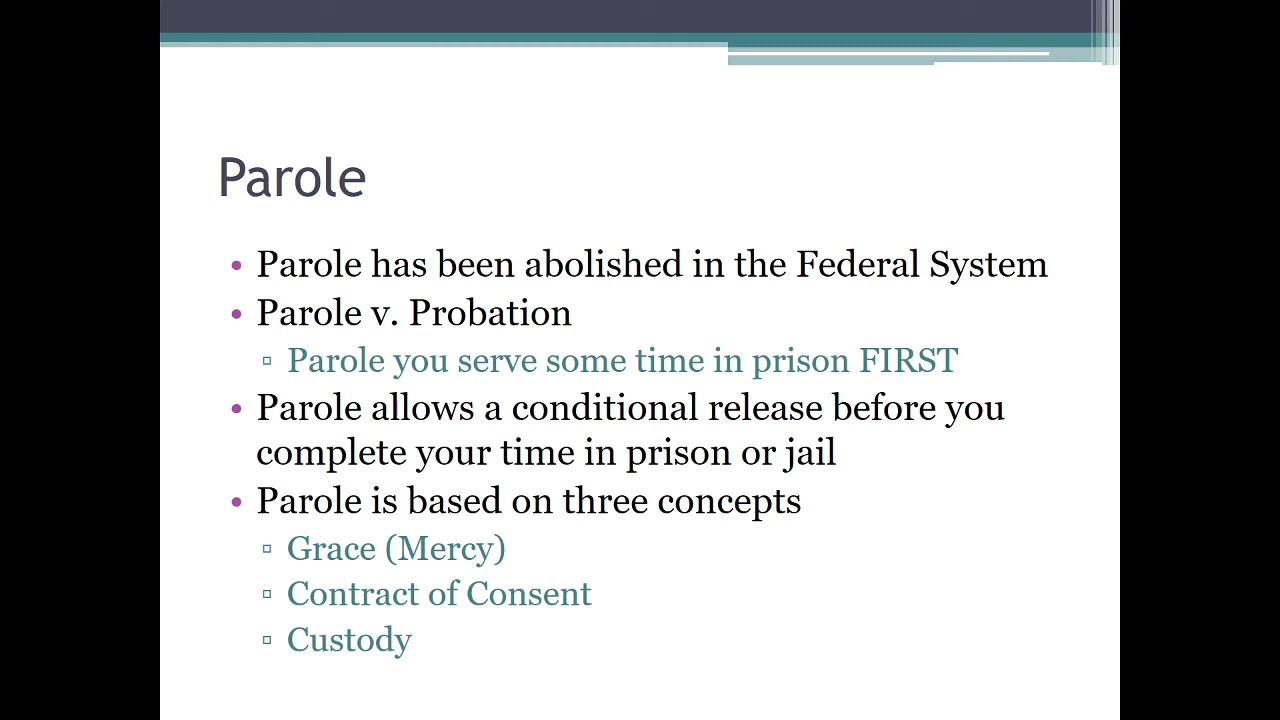 Parole
• Parole has been abolished in the Federal System
• Parole v. Probation
▫ Parole you serve some time in prison FIRST
• Parole allows a conditional release before you
complete your time in prison or jail
• Parole is based on three concepts
▫ Grace (Mercy)
▫ Contract of Consent
▫ Custody